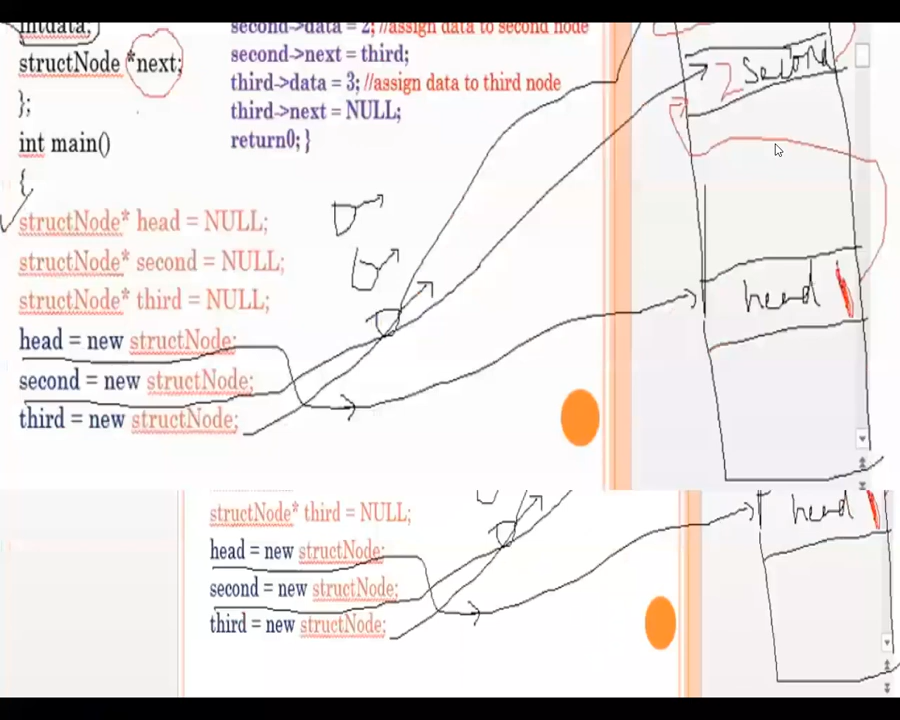 intdata;
structNode *next;
};
int main()
{
structNode* head = NULL;
structNode* second = NULL;
structNode* third = NULL;
head = new structNode;
second = new structNode;
third = new structNode;
second->data = 2; //assign data to second node
second->next = third;
third->data = 3; //assign data to third node
third->next = NULL;
return0; }
2 Second
head 1
structNode* third = NULL;
head = new structNode;
second = new structNode;
third = new structNode;
head